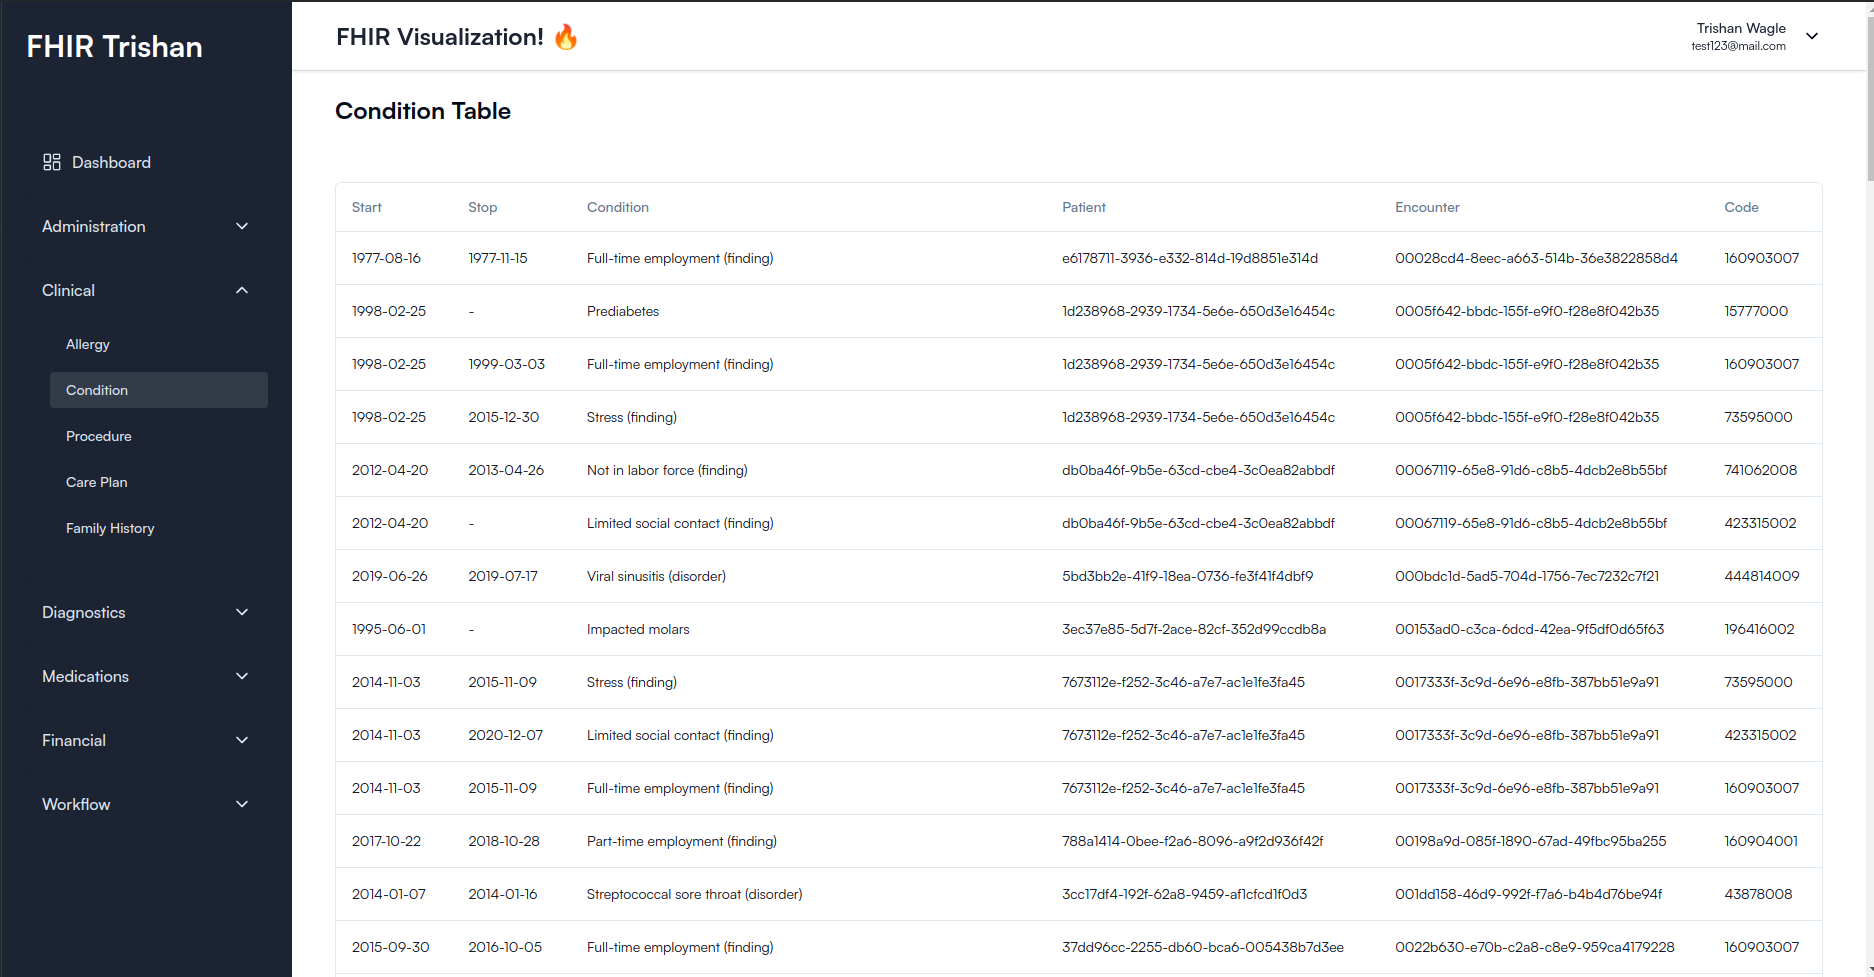 FHIR Trishan
Dashboard
Administration
Clinical
Allergy
Condition
Procedure
Care Plan
Family History
Diagnostics
Medications
Financial
Workflow
FHIR Visualization! 🔥
Trishan Wagle
test123@mail.com
Condition Table
Start Stop Condition Patient Encounter Code
1977-08-16 1977-11-15 Full-time employment (finding) e6178711-3936-e332-814d-19d8851e314d 00028cd4-8eec-a663-514b-36e3822858d4 160903007
1998-02-25 - Prediabetes 1d238968-2939-1734-5e6e-650d3e16454c 0005f642-bbdc-155f-e9f0-f28e8f042b35 15777000
1998-02-25 1999-03-03 Full-time employment (finding) 1d238968-2939-1734-5e6e-650d3e16454c 0005f642-bbdc-155f-e9f0-f28e8f042b35 160903007
1998-02-25 2015-12-30 Stress (finding) 1d238968-2939-1734-5e6e-650d3e16454c 0005f642-bbdc-155f-e9f0-f28e8f042b35 73595000
2012-04-20 2013-04-26 Not in labor force (finding) db0ba46f-9b5e-63cd-cbe4-3c0ea82abbdf 00067119-65e8-91d6-c8b5-4dcb2e8b55bf 741062008
2012-04-20 - Limited social contact (finding) db0ba46f-9b5e-63cd-cbe4-3c0ea82abbdf 00067119-65e8-91d6-c8b5-4dcb2e8b55bf 423315002
2019-06-26 2019-07-17 Viral sinusitis (disorder) 5bd3bb2e-41f9-18ea-0736-fe3f41f4dbf9 000bdc1d-5ad5-704d-1756-7ec7232c7f21 444814009
1995-06-01 - Impacted molars 3ec37e85-5d7f-2ace-82cf-352d99ccdb8a 00153ad0-c3ca-6dcd-42ea-9f5df0d65f63 196416002
2014-11-03 2015-11-09 Stress (finding) 7673112e-f252-3c46-a7e7-ac1e1fe3fa45 0017333f-3c9d-6e96-e8fb-387bb51e9a91 73595000
2014-11-03 2020-12-07 Limited social contact (finding) 7673112e-f252-3c46-a7e7-ac1e1fe3fa45 0017333f-3c9d-6e96-e8fb-387bb51e9a91 423315002
2014-11-03 2015-11-09 Full-time employment (finding) 7673112e-f252-3c46-a7e7-ac1e1fe3fa45 0017333f-3c9d-6e96-e8fb-387bb51e9a91 160903007
2017-10-22 2018-10-28 Part-time employment (finding) 788a1414-0bee-f2a6-8096-a9f2d936f42f 00198a9d-085f-1890-67ad-49fbc95ba255 160904001
2014-01-07 2014-01-16 Streptococcal sore throat (disorder) 3cc17df4-192f-62a8-9459-af1cfcd1f0d3 001dd158-46d9-992f-f7a6-b4b4d76be94f 43878008
2015-09-30 2016-10-05 Full-time employment (finding) 37dd96cc-2255-db60-bca6-005438b7d3ee 0022b630-e70b-c2a8-c8e9-959ca4179228 160903007